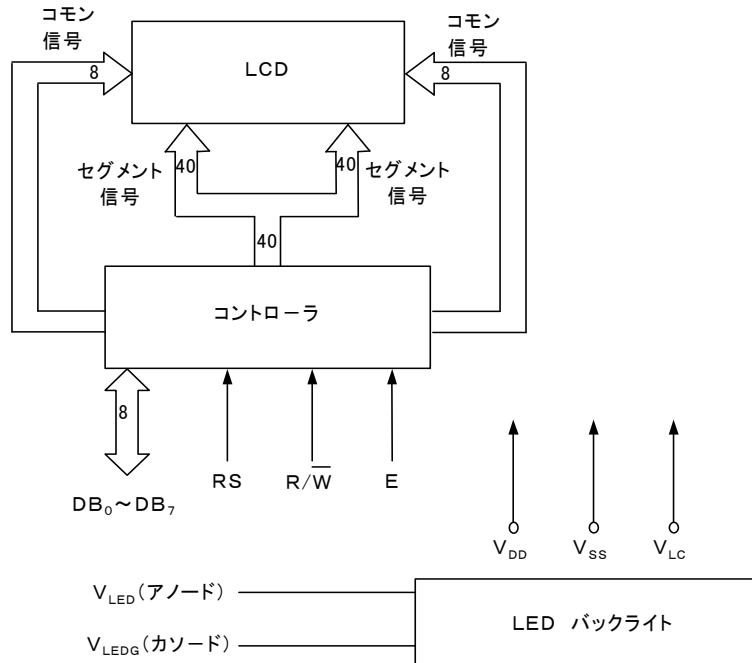 コモン
信号
コモン
信号
8
LCD
8
セグメント
信号
40
40
セグメント
信号
40
コントローラ
8
DB₀～DB₇
RS
R/W̅
E
V_DD
V_SS
V_LC
V_LED(アノード)
V_LEDG(カソード)
LED バックライト